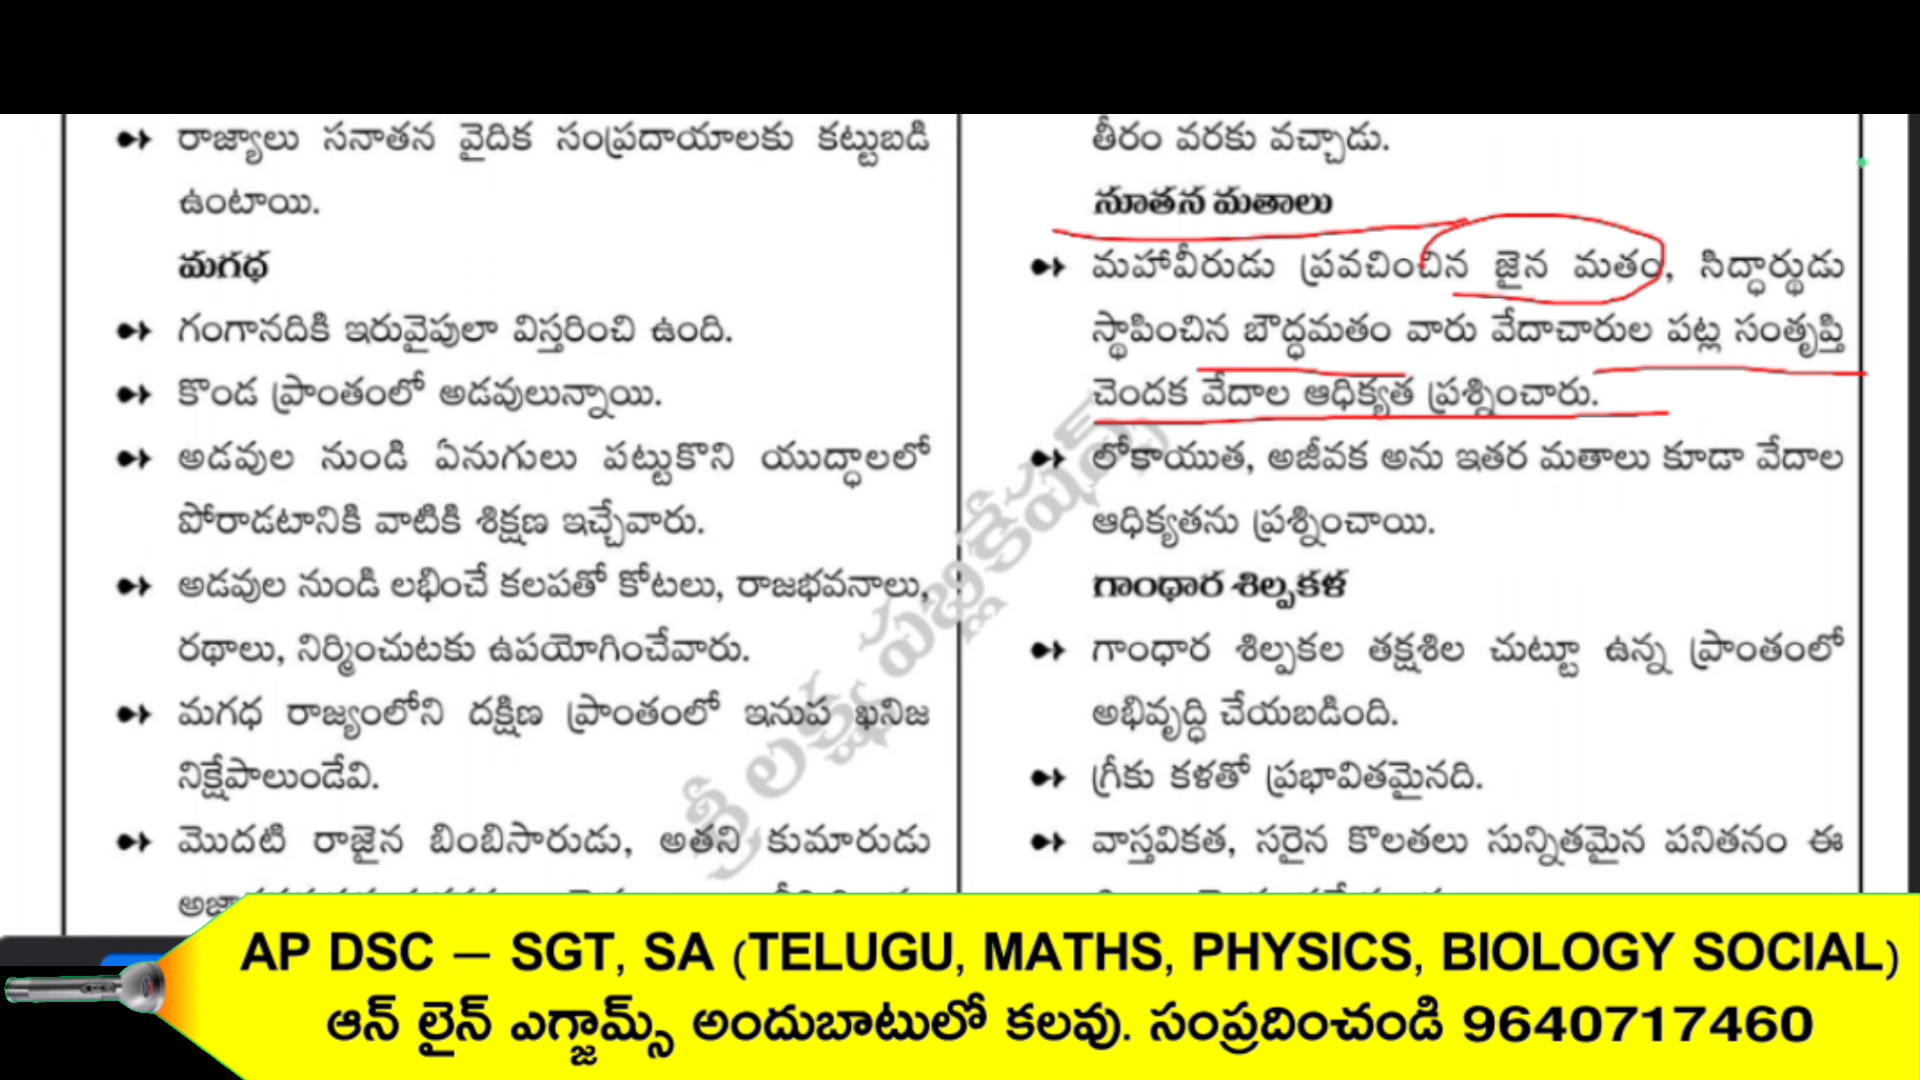 రాజ్యాలు సనాతన వైదిక సంప్రదాయాలకు కట్టుబడి
ఉంటాయి.
మగధ
గంగానదికి ఇరువైపులా విస్తరించి ఉంది.
కొండ ప్రాంతంలో అడవులున్నాయి.
అడవుల నుండి ఏనుగులు పట్టుకొని యుద్ధాలలో
పోరాడటానికి వాటికి శిక్షణ ఇచ్చేవారు.
అడవుల నుండి లభించే కలపతో కోటలు, రాజభవనాలు,
రథాలు, నిర్మించుటకు ఉపయోగించేవారు.
మగధ రాజ్యంలోని దక్షిణ ప్రాంతంలో ఇనుప ఖనిజ
నిక్షేపాలుండేవి.
మొదటి రాజైన బింబిసారుడు, అతని కుమారుడు
తీరం వరకు వచ్చాడు.
నూతన మతాలు
మహావీరుడు ప్రవచించిన జైన మతం, సిద్ధార్థుడు
స్థాపించిన బౌద్ధమతం వారు వేదాచారుల పట్ల సంతృప్తి
చెందక వేదాల ఆధిక్యత ప్రశ్నించారు.
లోకాయుత, అజీవక అను ఇతర మతాలు కూడా వేదాల
ఆధిక్యతను ప్రశ్నించాయి.
గాంధార శిల్పకళ
గాంధార శిల్పకల తక్షశిల చుట్టూ ఉన్న ప్రాంతంలో
అభివృద్ధి చేయబడింది.
గ్రీకు కళతో ప్రభావితమైనది.
వాస్తవికత, సరైన కొలతలు సున్నితమైన పనితనం ఈ
శ్రీ లక్ష్మీ పబ్లికేషన్స్
AP DSC – SGT, SA (TELUGU, MATHS, PHYSICS, BIOLOGY SOCIAL)
ఆన్ లైన్ ఎగ్జామ్స్ అందుబాటులో కలవు. సంప్రదించండి 9640717460